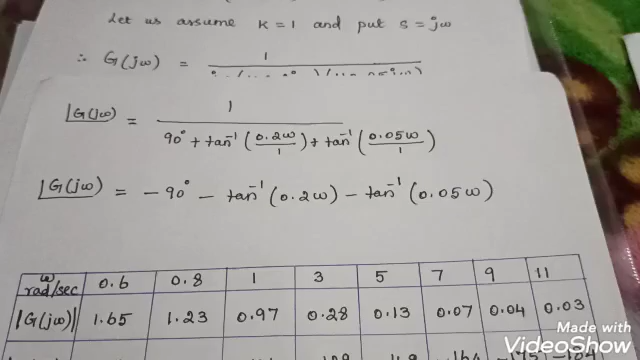 Let us assume K = 1 and put s = jω
∴ G(jω) = 1
∠G(jω) = 1 / 90° + tan⁻¹ (0.2ω/1) + tan⁻¹ (0.05ω/1)
∠G(jω) = - 90° - tan⁻¹ (0.2ω) - tan⁻¹ (0.05ω)
ω rad/sec 0.6 0.8 1 3 5 7 9 11
|G(jω)| 1.65 1.23 0.97 0.28 0.13 0.07 0.04 0.03
Made with
VideoShow